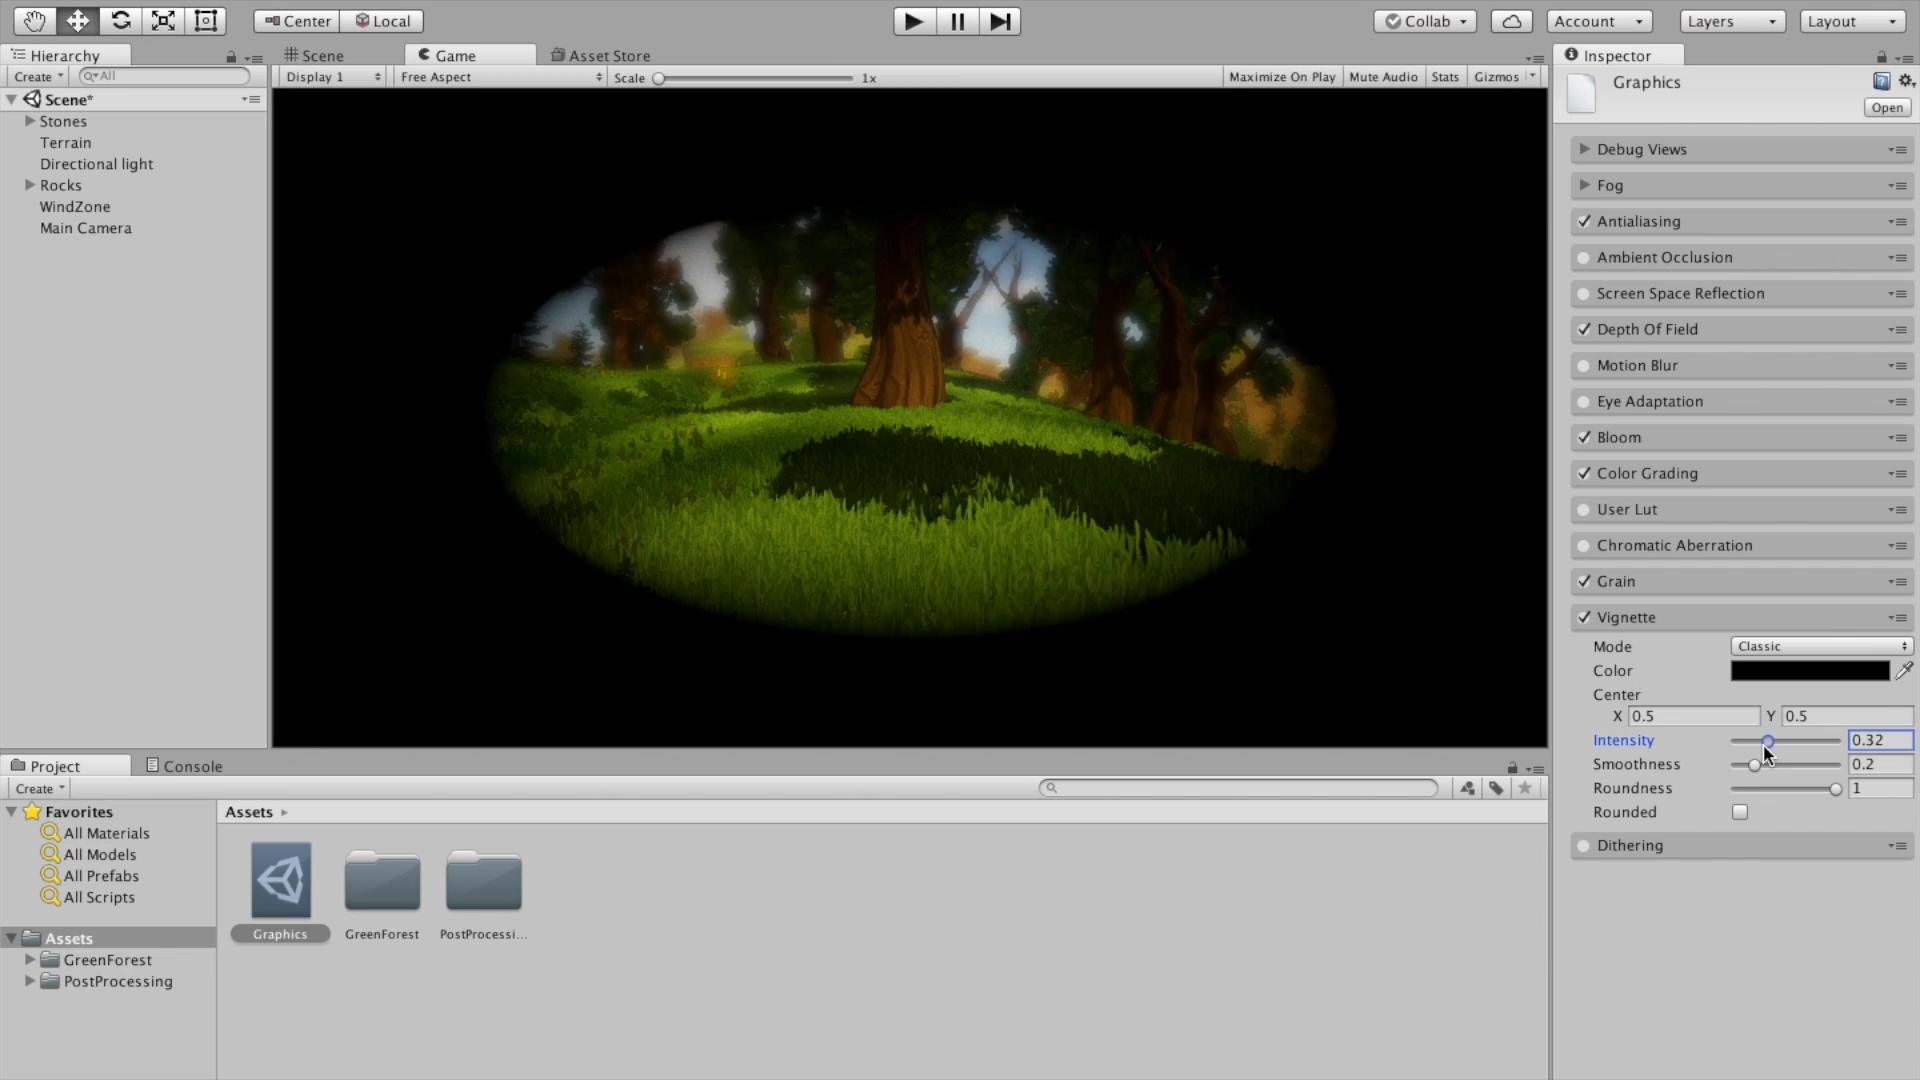 Center
Local
Collab
Account
Layers
Layout
Hierarchy
Create
All
Scene*
Stones
Terrain
Directional light
Rocks
WindZone
Main Camera
Scene
Game
Asset Store
Display 1
Free Aspect
Scale
1x
Maximize On Play
Mute Audio
Stats
Gizmos
Inspector
Graphics
Open
Debug Views
Fog
Antialiasing
Ambient Occlusion
Screen Space Reflection
Depth Of Field
Motion Blur
Eye Adaptation
Bloom
Color Grading
User Lut
Chromatic Aberration
Grain
Vignette
Mode Classic
Color
Center
X 0.5 Y 0.5
Intensity 0.32
Smoothness 0.2
Roundness 1
Rounded
Dithering
Project
Console
Create
Favorites
All Materials
All Models
All Prefabs
All Scripts
Assets
GreenForest
PostProcessing
Assets
Graphics
GreenForest
PostProcessi...